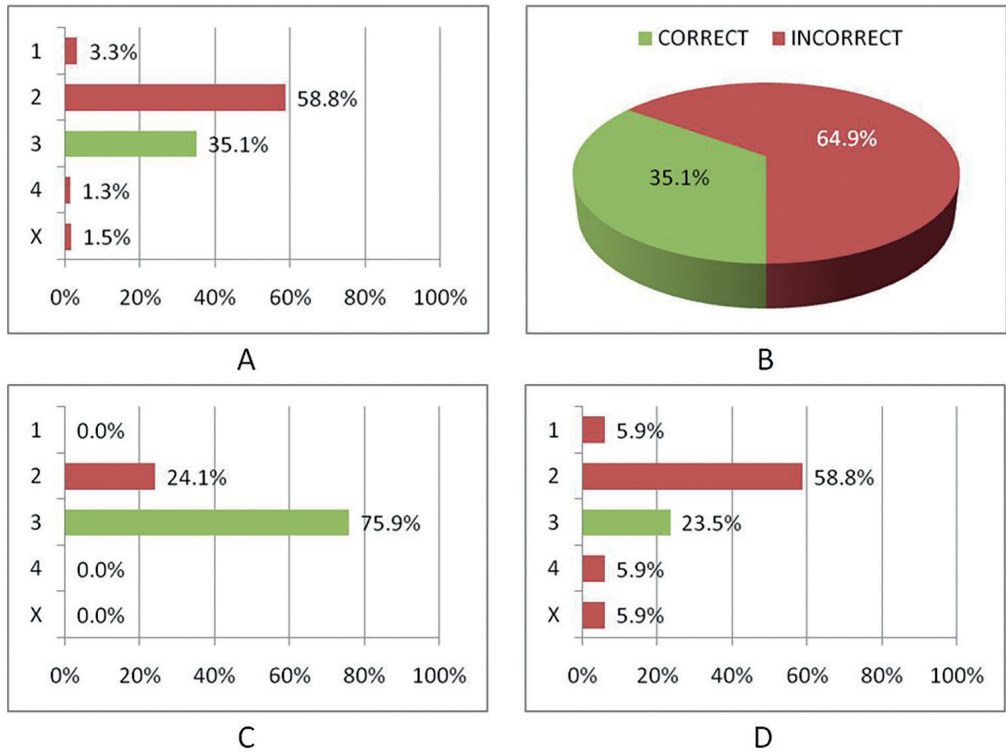 1 3.3%
2 58.8%
3 35.1%
4 1.3%
X 1.5%
0% 20% 40% 60% 80% 100%
A
CORRECT INCORRECT
64.9%
35.1%
B
1 0.0%
2 24.1%
3 75.9%
4 0.0%
X 0.0%
0% 20% 40% 60% 80% 100%
C
1 5.9%
2 58.8%
3 23.5%
4 5.9%
X 5.9%
0% 20% 40% 60% 80% 100%
D